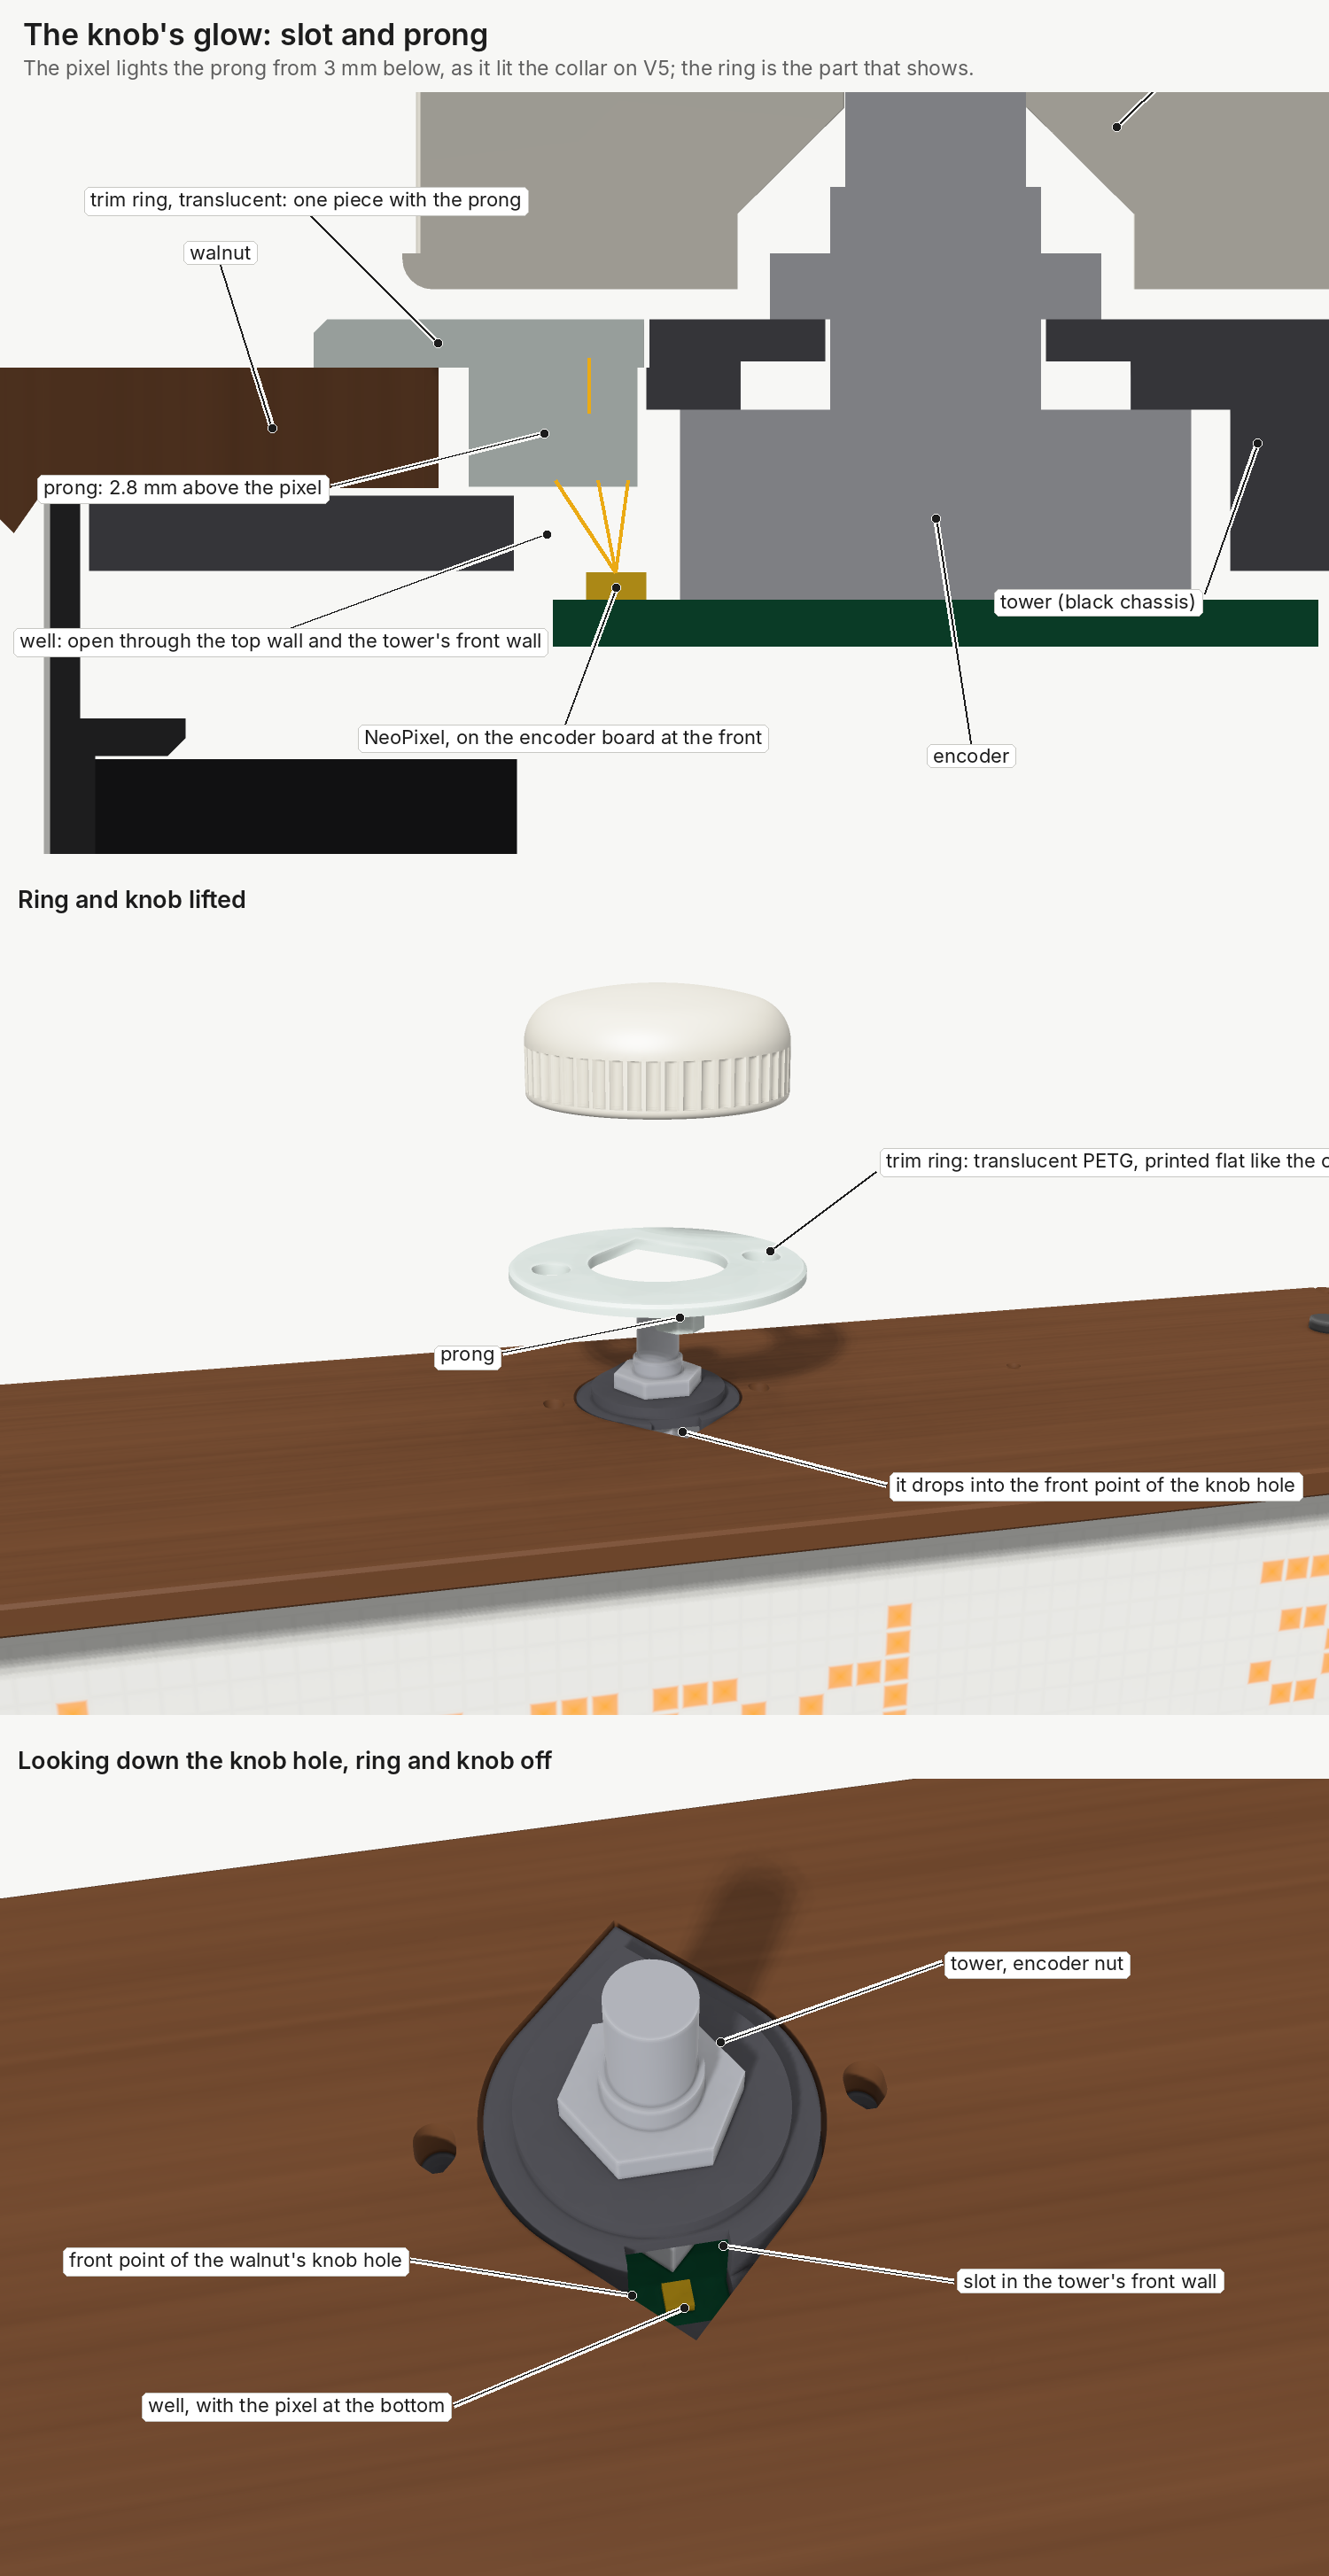 The knob's glow: slot and prong
The pixel lights the prong from 3 mm below, as it lit the collar on V5; the ring is the part that shows.
trim ring, translucent: one piece with the prong
walnut
prong: 2.8 mm above the pixel
tower (black chassis)
well: open through the top wall and the tower's front wall
NeoPixel, on the encoder board at the front
encoder
Ring and knob lifted
trim ring: translucent PETG, printed flat like the
prong
it drops into the front point of the knob hole
Looking down the knob hole, ring and knob off
tower, encoder nut
front point of the walnut's knob hole
slot in the tower's front wall
well, with the pixel at the bottom